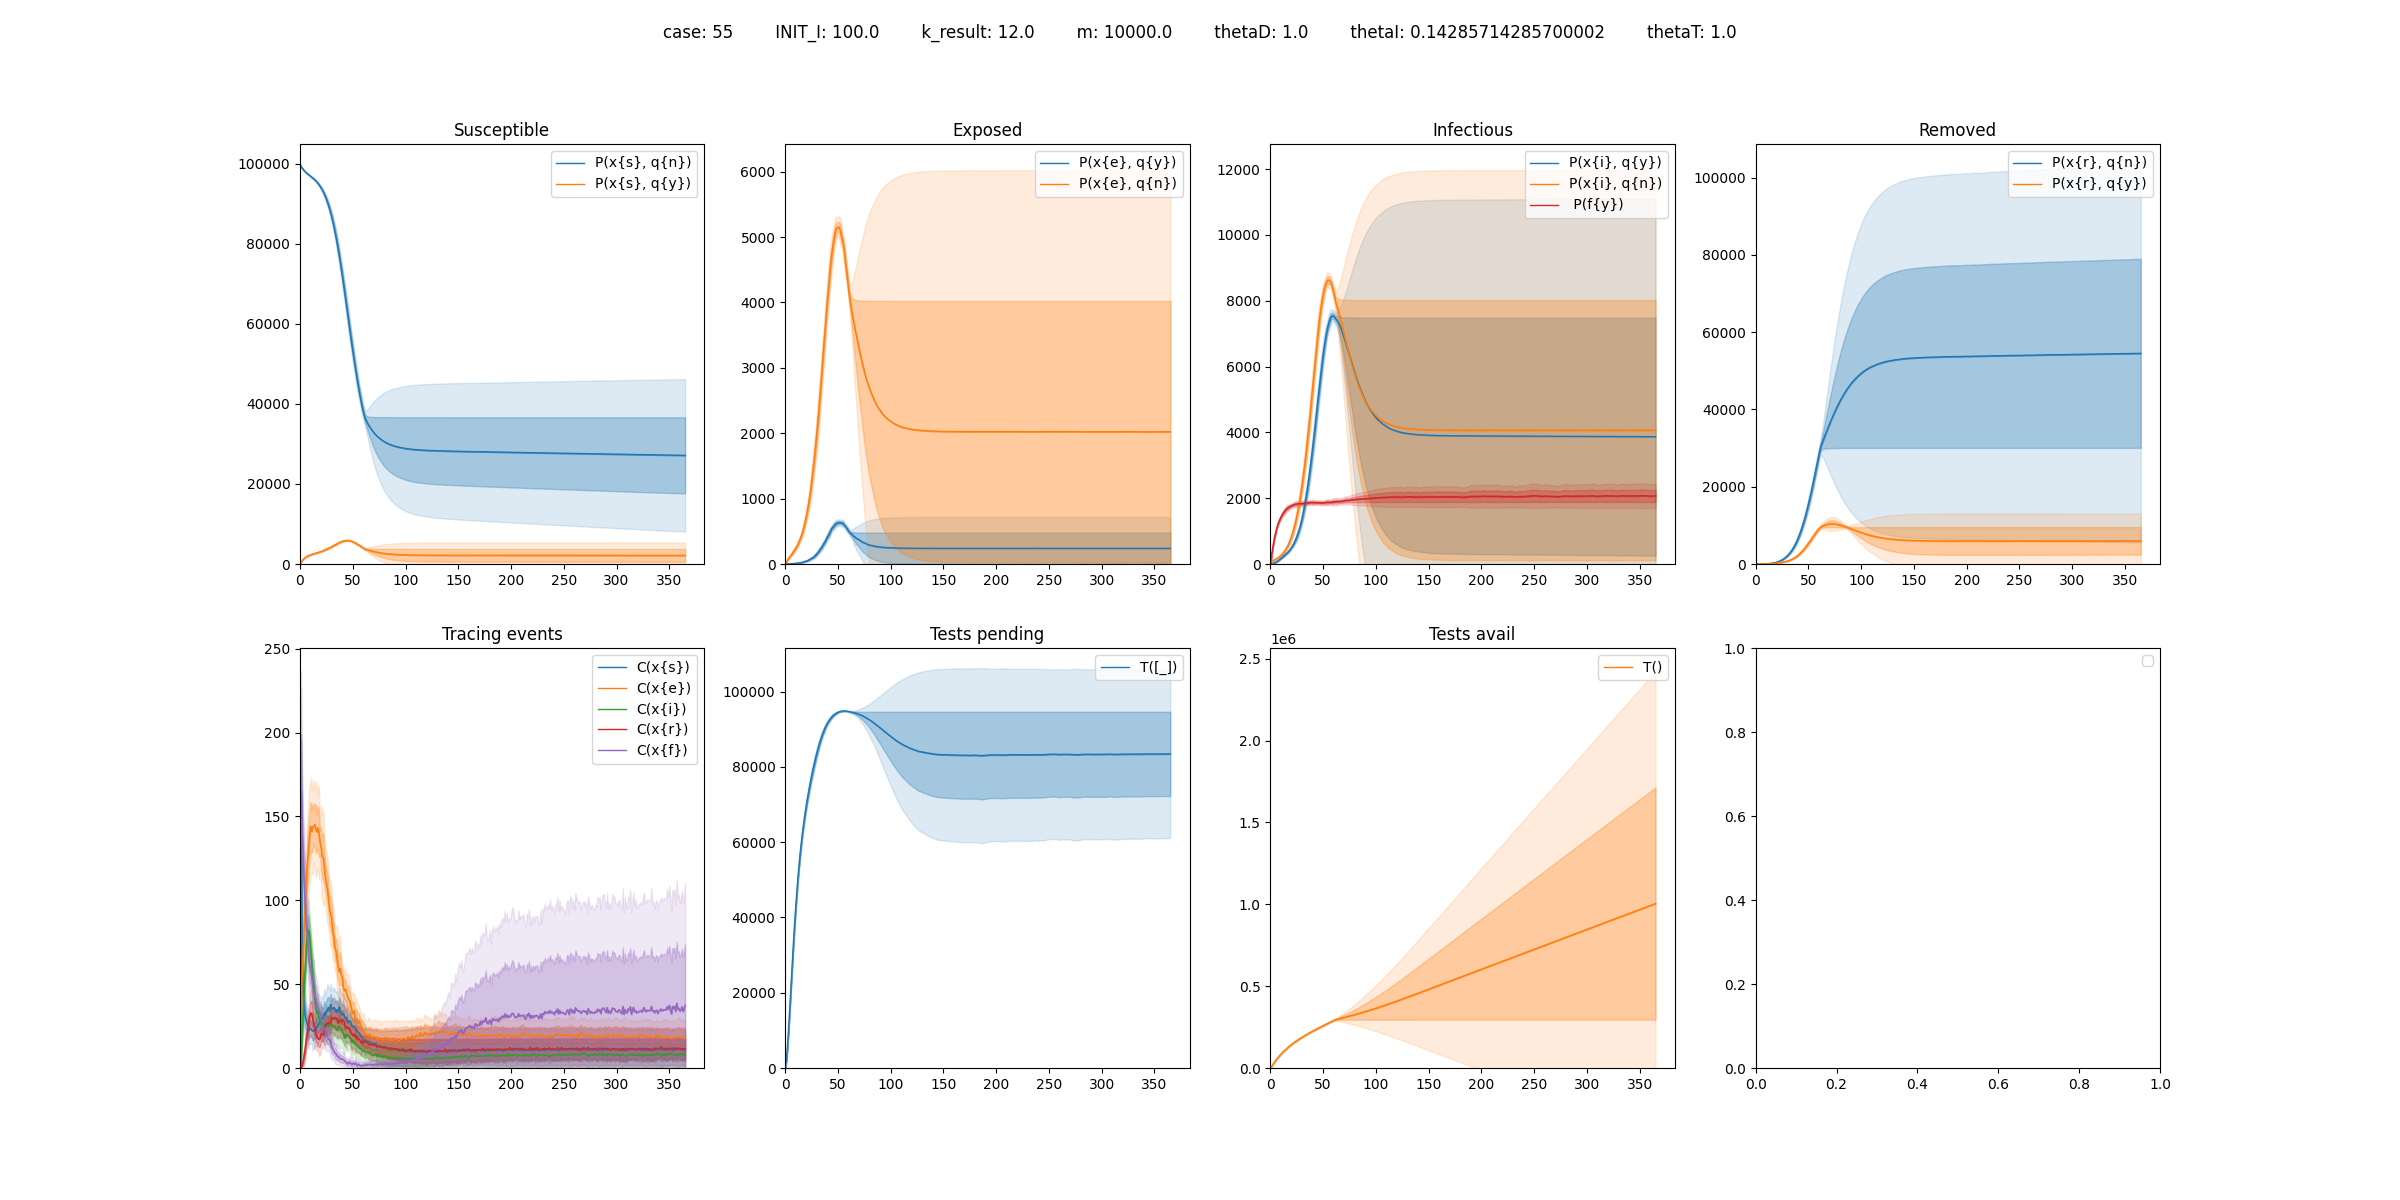 case: 55 INIT_I: 100.0 k_result: 12.0 m: 10000.0 thetaD: 1.0 thetaI: 0.14285714285700002 thetaT: 1.0
Susceptible
P(x{s}, q{n})
P(x{s}, q{y})
100000
80000
60000
40000
20000
0
0 50 100 150 200 250 300 350
Exposed
P(x{e}, q{y})
P(x{e}, q{n})
6000
5000
4000
3000
2000
1000
0
0 50 100 150 200 250 300 350
Infectious
P(x{i}, q{y})
P(x{i}, q{n})
P(f{y})
12000
10000
8000
6000
4000
2000
0
0 50 100 150 200 250 300 350
Removed
P(x{r}, q{n})
P(x{r}, q{y})
100000
80000
60000
40000
20000
0
0 50 100 150 200 250 300 350
Tracing events
C(x{s})
C(x{e})
C(x{i})
C(x{r})
C(x{f})
250
200
150
100
50
0
0 50 100 150 200 250 300 350
Tests pending
T([_])
100000
80000
60000
40000
20000
0
0 50 100 150 200 250 300 350
Tests avail
1e6
T()
2.5
2.0
1.5
1.0
0.5
0.0
0 50 100 150 200 250 300 350
1.0
0.8
0.6
0.4
0.2
0.0
0.0 0.2 0.4 0.6 0.8 1.0